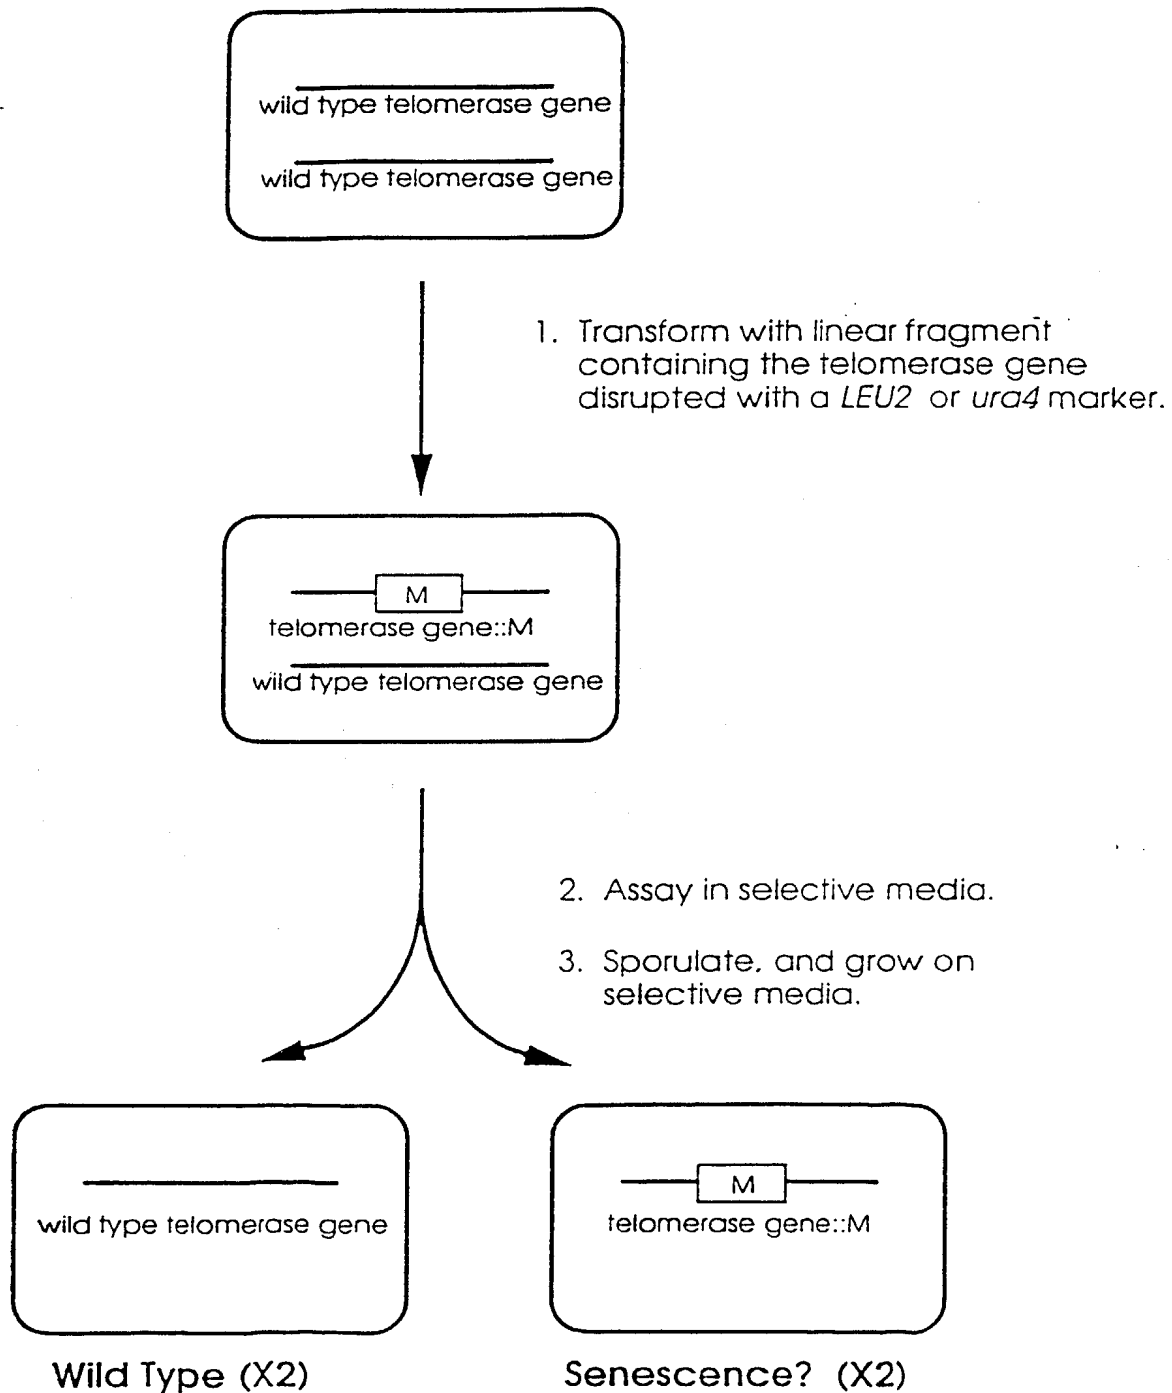 wild type telomerase gene
wild type telomerase gene
1. Transform with linear fragment
containing the telomerase gene
disrupted with a LEU2 or ura4 marker.
M
telomerase gene::M
wild type telomerase gene
2. Assay in selective media.
3. Sporulate, and grow on
selective media.
wild type telomerase gene
M
telomerase gene::M
Wild Type (X2)
Senescence? (X2)